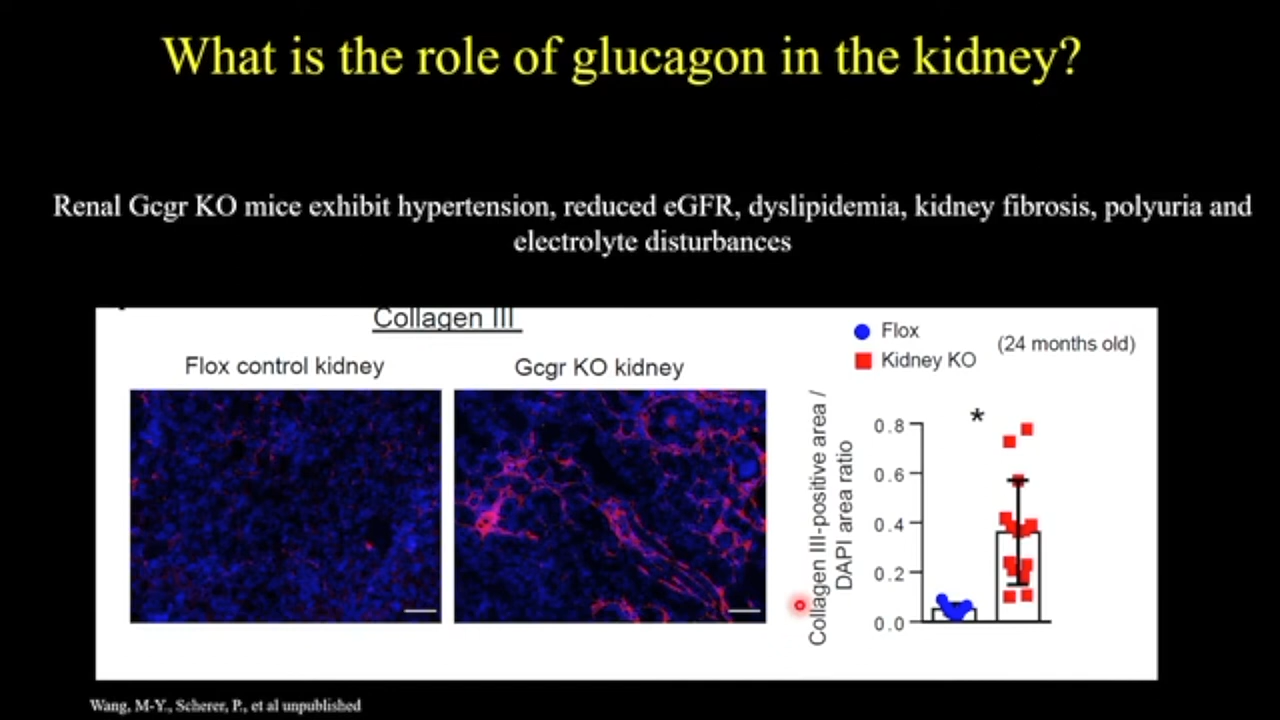 What is the role of glucagon in the kidney?
Renal Gcgr KO mice exhibit hypertension, reduced eGFR, dyslipidemia, kidney fibrosis, polyuria and
electrolyte disturbances
Collagen III
Flox control kidney
Gcgr KO kidney
Flox
Kidney KO
(24 months old)
Collagen III-positive area /
DAPI area ratio
*
0.8
0.6
0.4
0.2
0.0
Wang, M-Y., Scherer, P., et al unpublished